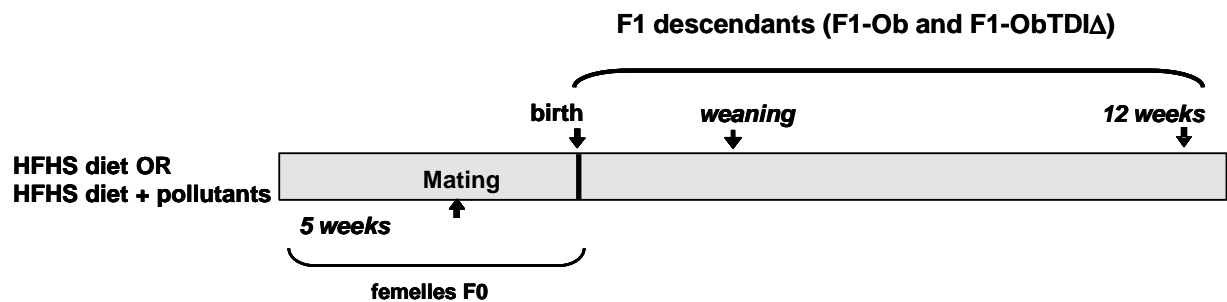 F1 descendants (F1-Ob and F1-ObTDIΔ)
birth
weaning
12 weeks
HFHS diet OR
HFHS diet + pollutants
Mating
5 weeks
femelles F0